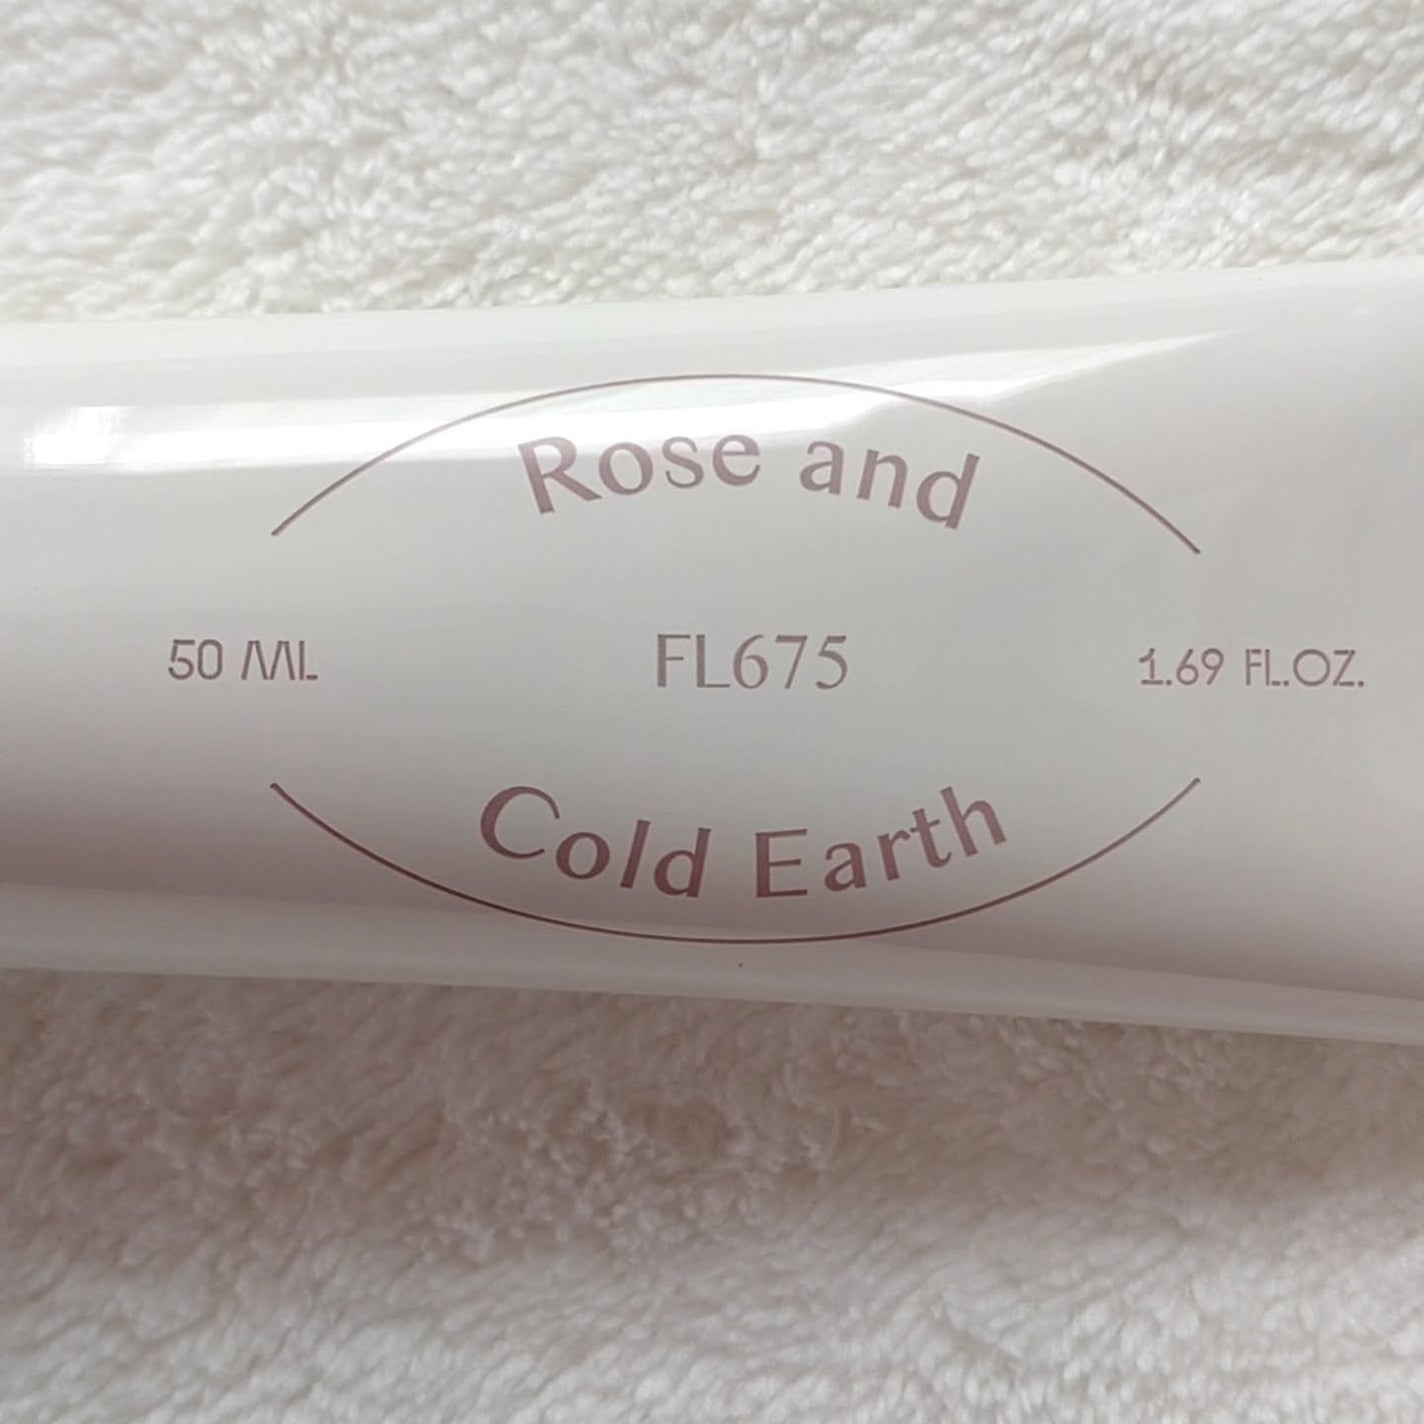 Rose and
50 ML FL675 1.69 FL.OZ.
Cold Earth